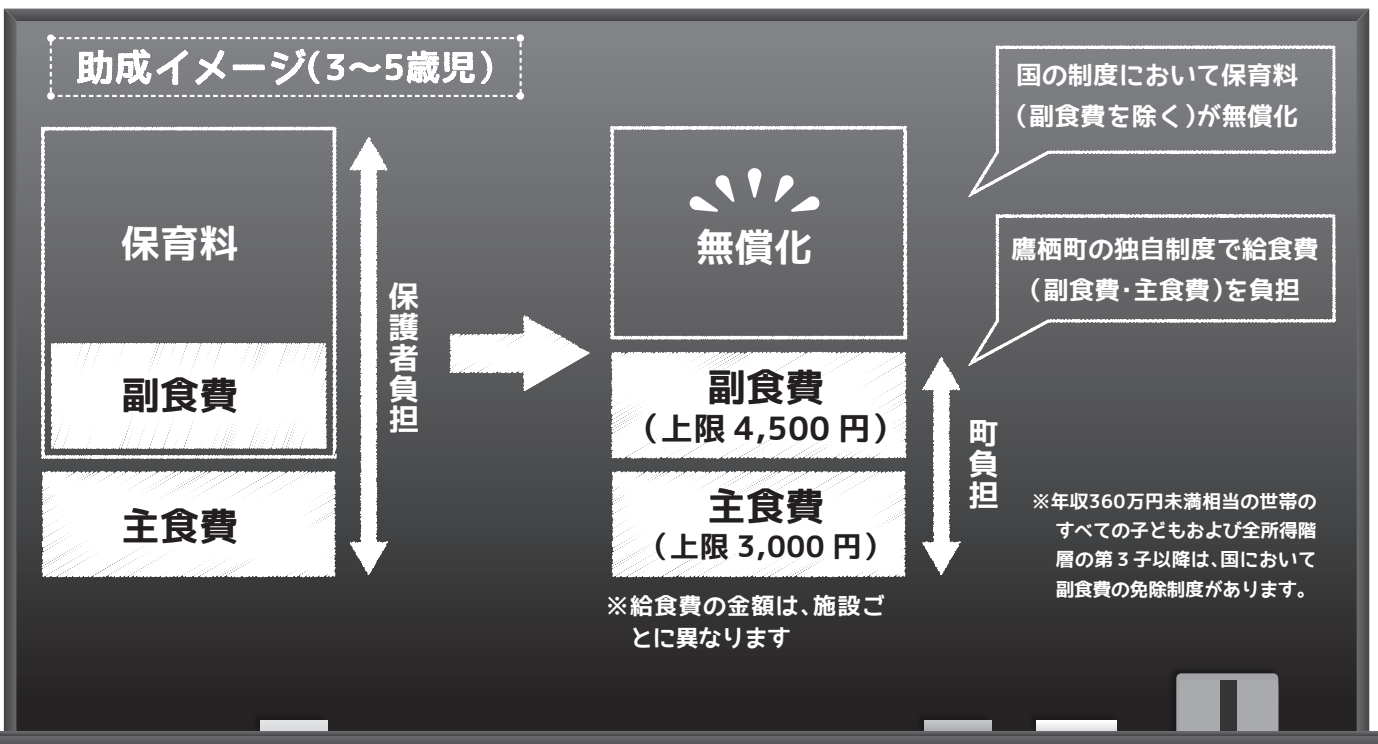 助成イメージ(3〜5歳児)
保育料
副食費
主食費
保護者負担
無償化
副食費
(上限 4,500 円)
主食費
(上限 3,000 円)
※給食費の金額は、施設ご
とに異なります
町負担
国の制度において保育料
(副食費を除く)が無償化
鷹栖町の独自制度で給食費
(副食費・主食費)を負担
※年収360万円未満相当の世帯の
すべての子どもおよび全所得階
層の第3子以降は、国において
副食費の免除制度があります。